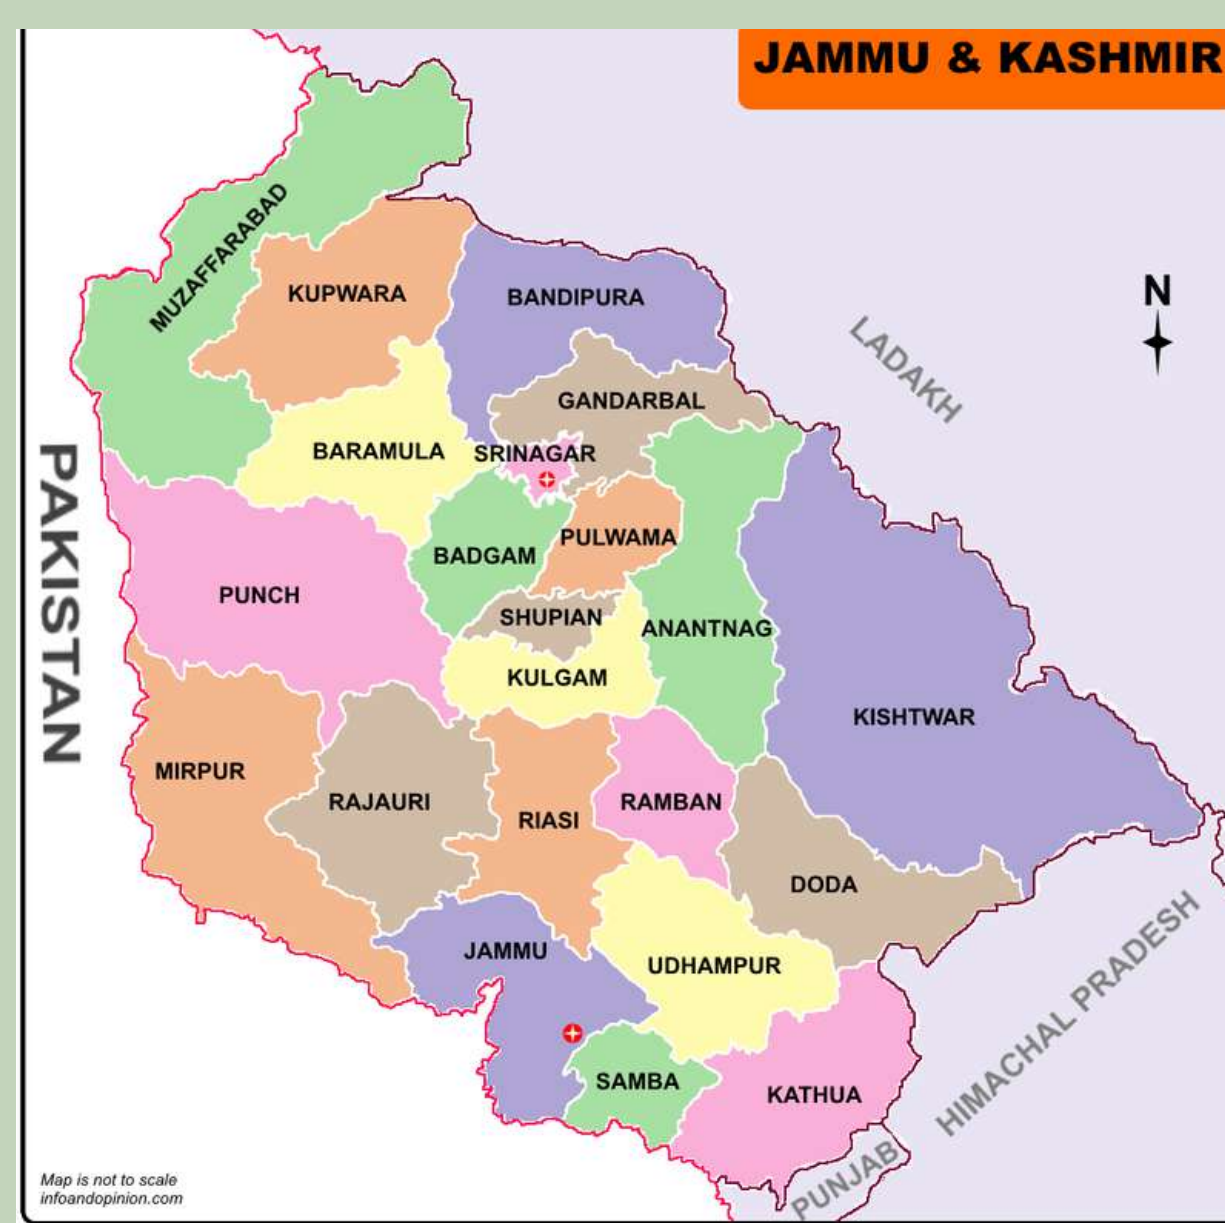 JAMMU & KASHMIR
MUZAFFARABAD
KUPWARA
BANDIPURA
N
LADAKH
GANDARBAL
BARAMULA
SRINAGAR
PAKISTAN
PULWAMA
BADGAM
PUNCH
SHUPIAN
ANANTNAG
KULGAM
KISHTWAR
MIRPUR
RAJAURI
RAMBAN
RIASI
DODA
JAMMU
UDHAMPUR
HIMACHAL PRADESH
SAMBA
KATHUA
PUNJAB
Map is not to scale
infoandopinion.com